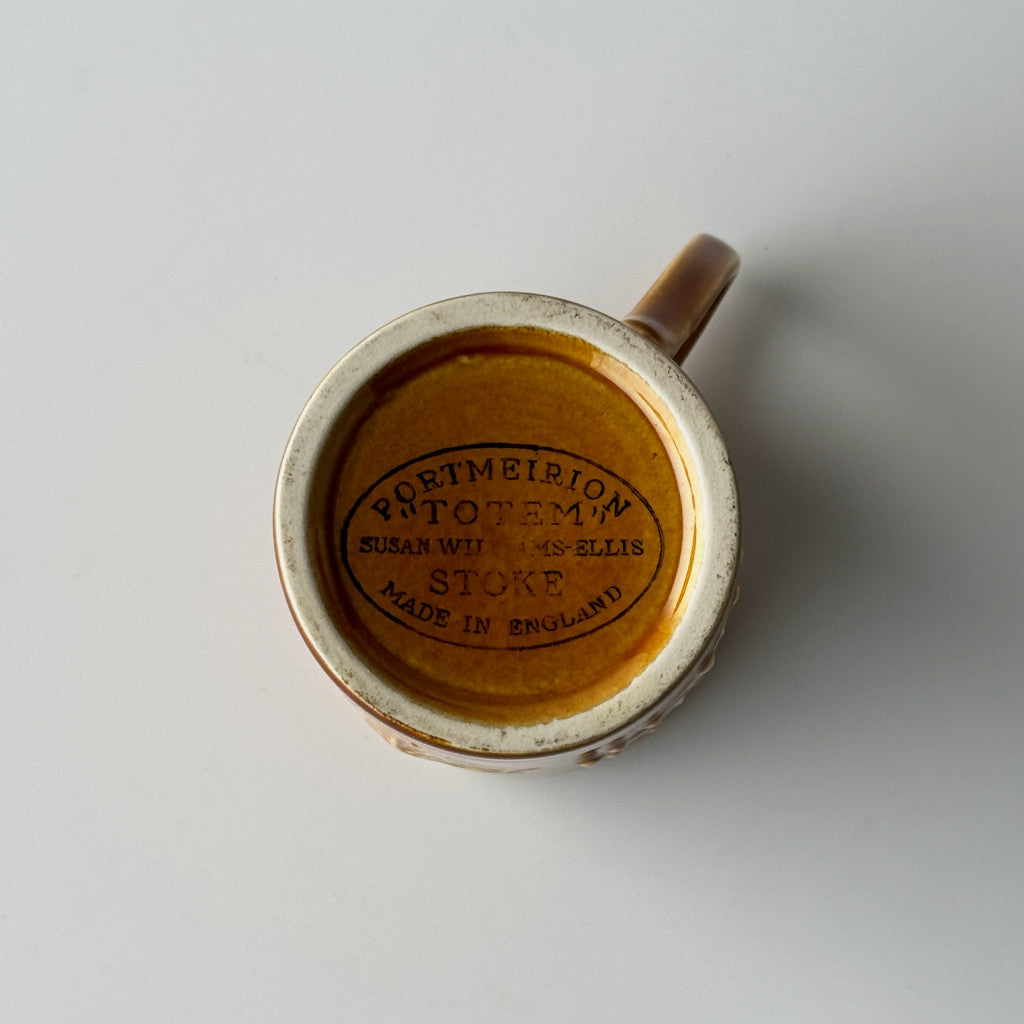 PORTMEIRION
"TOTEM"
SUSAN WILLIAMS-ELLIS
STOKE
MADE IN ENGLAND